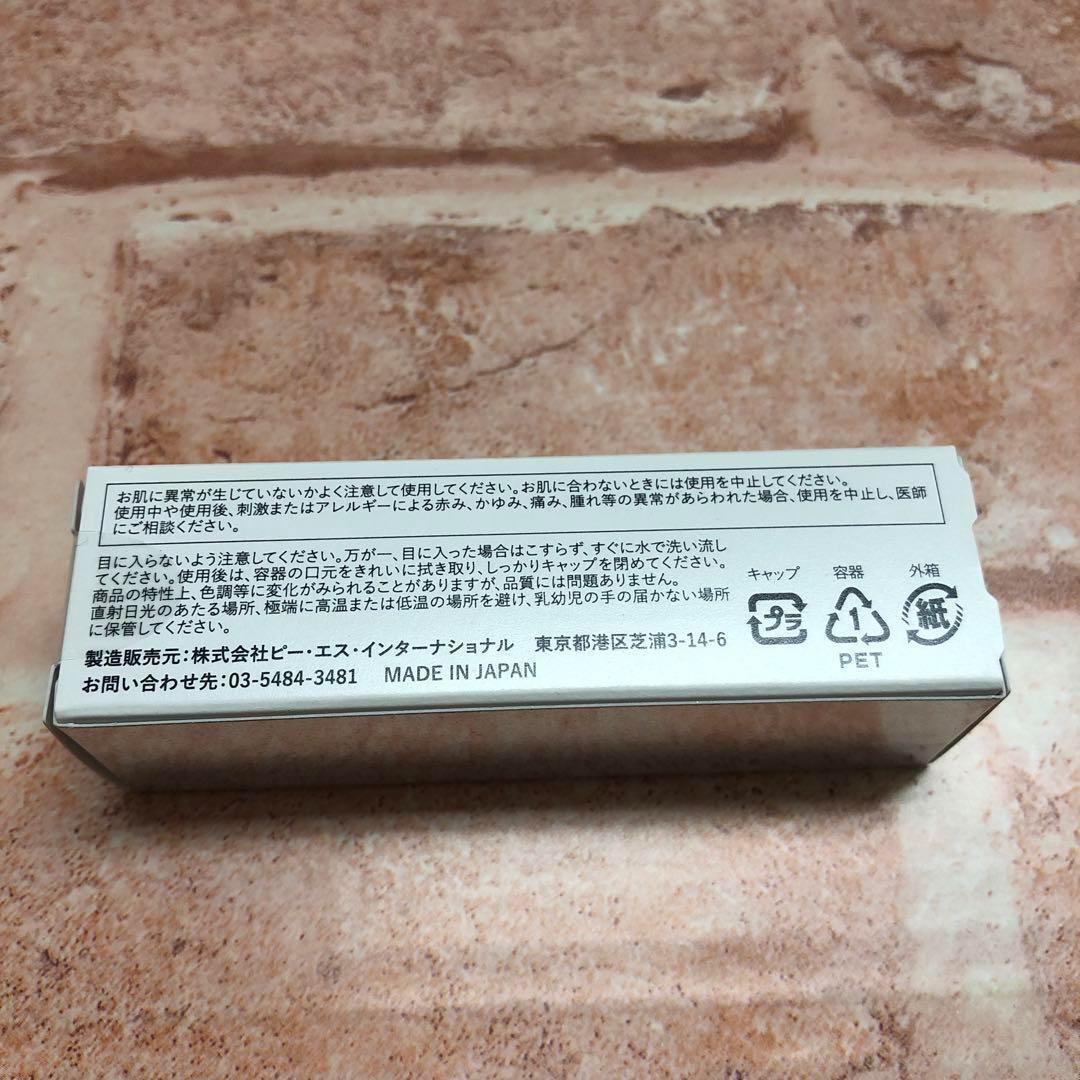 お肌に異常が生じていないかよく注意して使用してください。お肌に合わないときには使用を中止してください。
使用中や使用後、刺激またはアレルギーによる赤み、かゆみ、痛み、腫れ等の異常があらわれた場合、使用を中止し、医師
にご相談ください。
目に入らないよう注意してください。万が一、目に入った場合はこすらず、すぐに水で洗い流し
てください。使用後は、容器の口元をきれいに拭き取り、しっかりキャップを閉めてください。
商品の特性上、色調等に変化がみられることがありますが、品質には問題ありません。
直射日光のあたる場所、極端に高温または低温の場所を避け、乳幼児の手の届かない場所
に保管してください。
製造販売元：株式会社ピー・エス・インターナショナル 東京都港区芝浦3-14-6
お問い合わせ先：03-5484-3481 MADE IN JAPAN
キャップ 容器 外箱
プラ 1 紙
PET